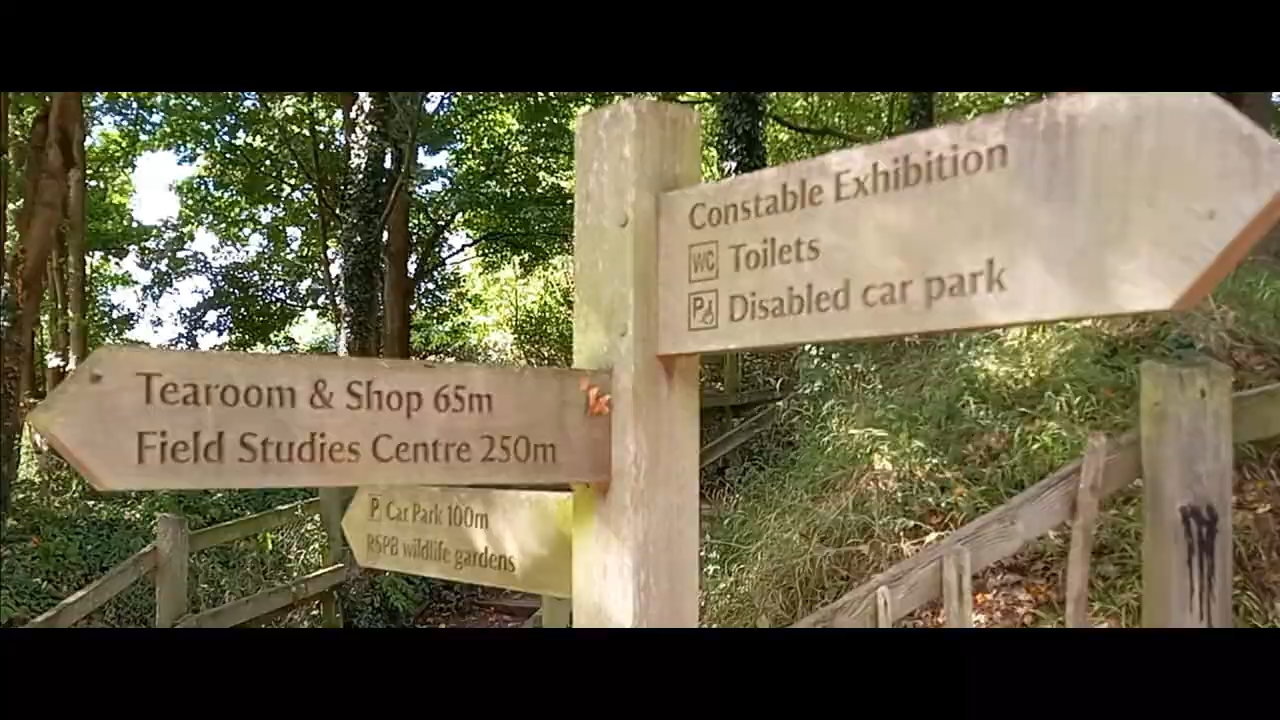 Constable Exhibition
WC Toilets
P Disabled car park
Tearoom & Shop 65m
Field Studies Centre 250m
P Car Park 100m
RSPB wildlife gardens